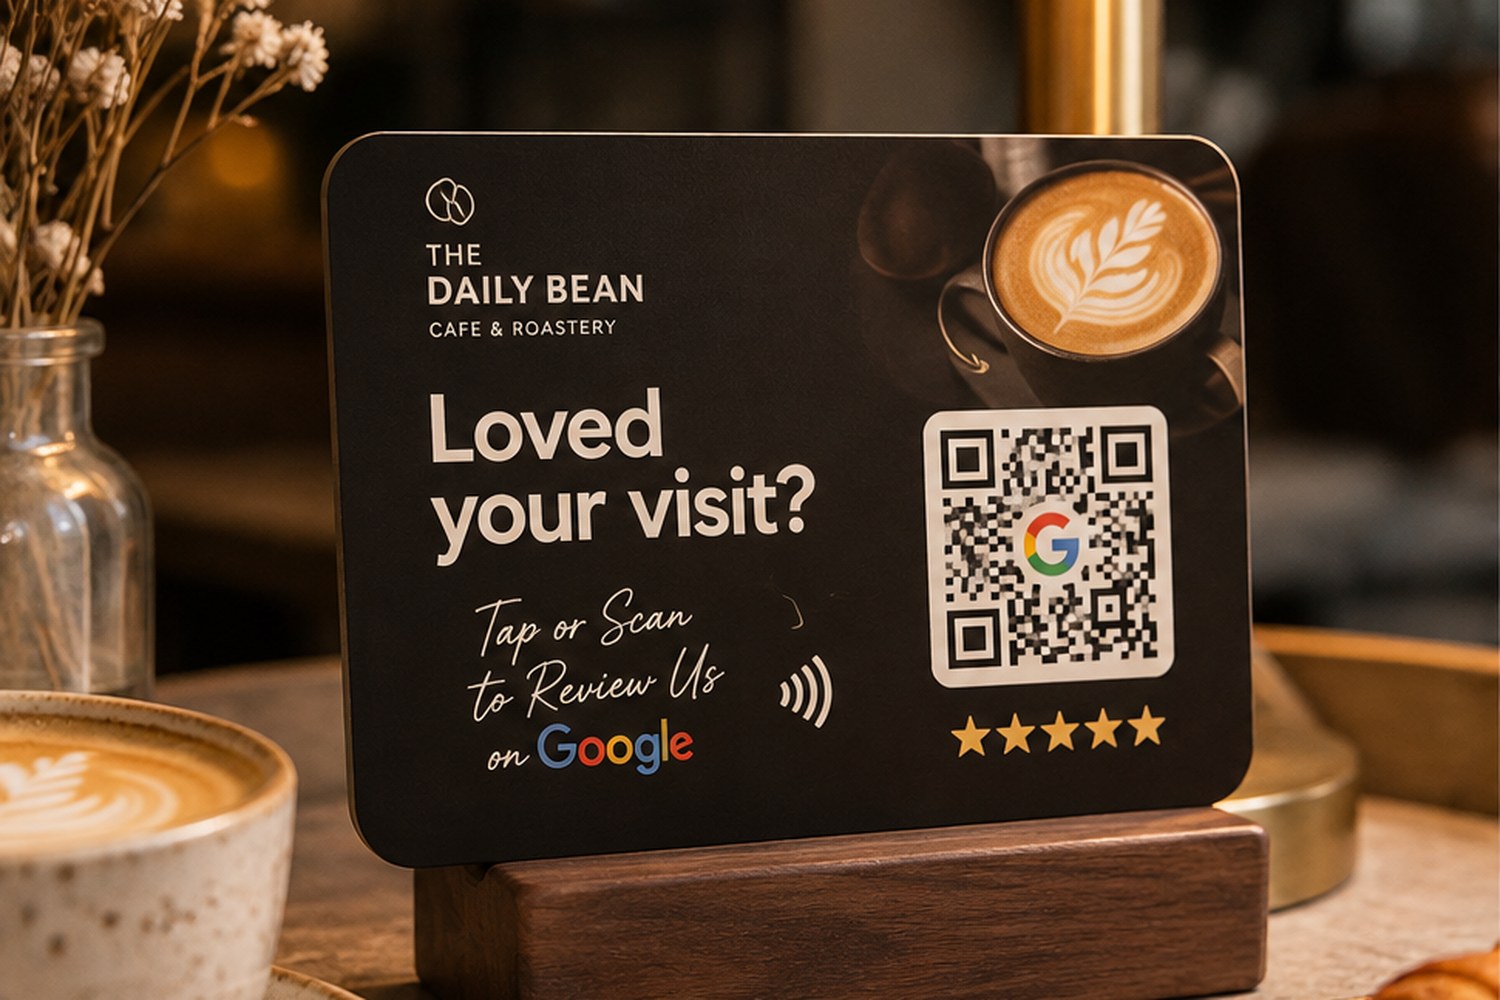 THE
DAILY BEAN
CAFE & ROASTERY
Loved
your visit?
Tap or Scan
to Review Us
on Google
G